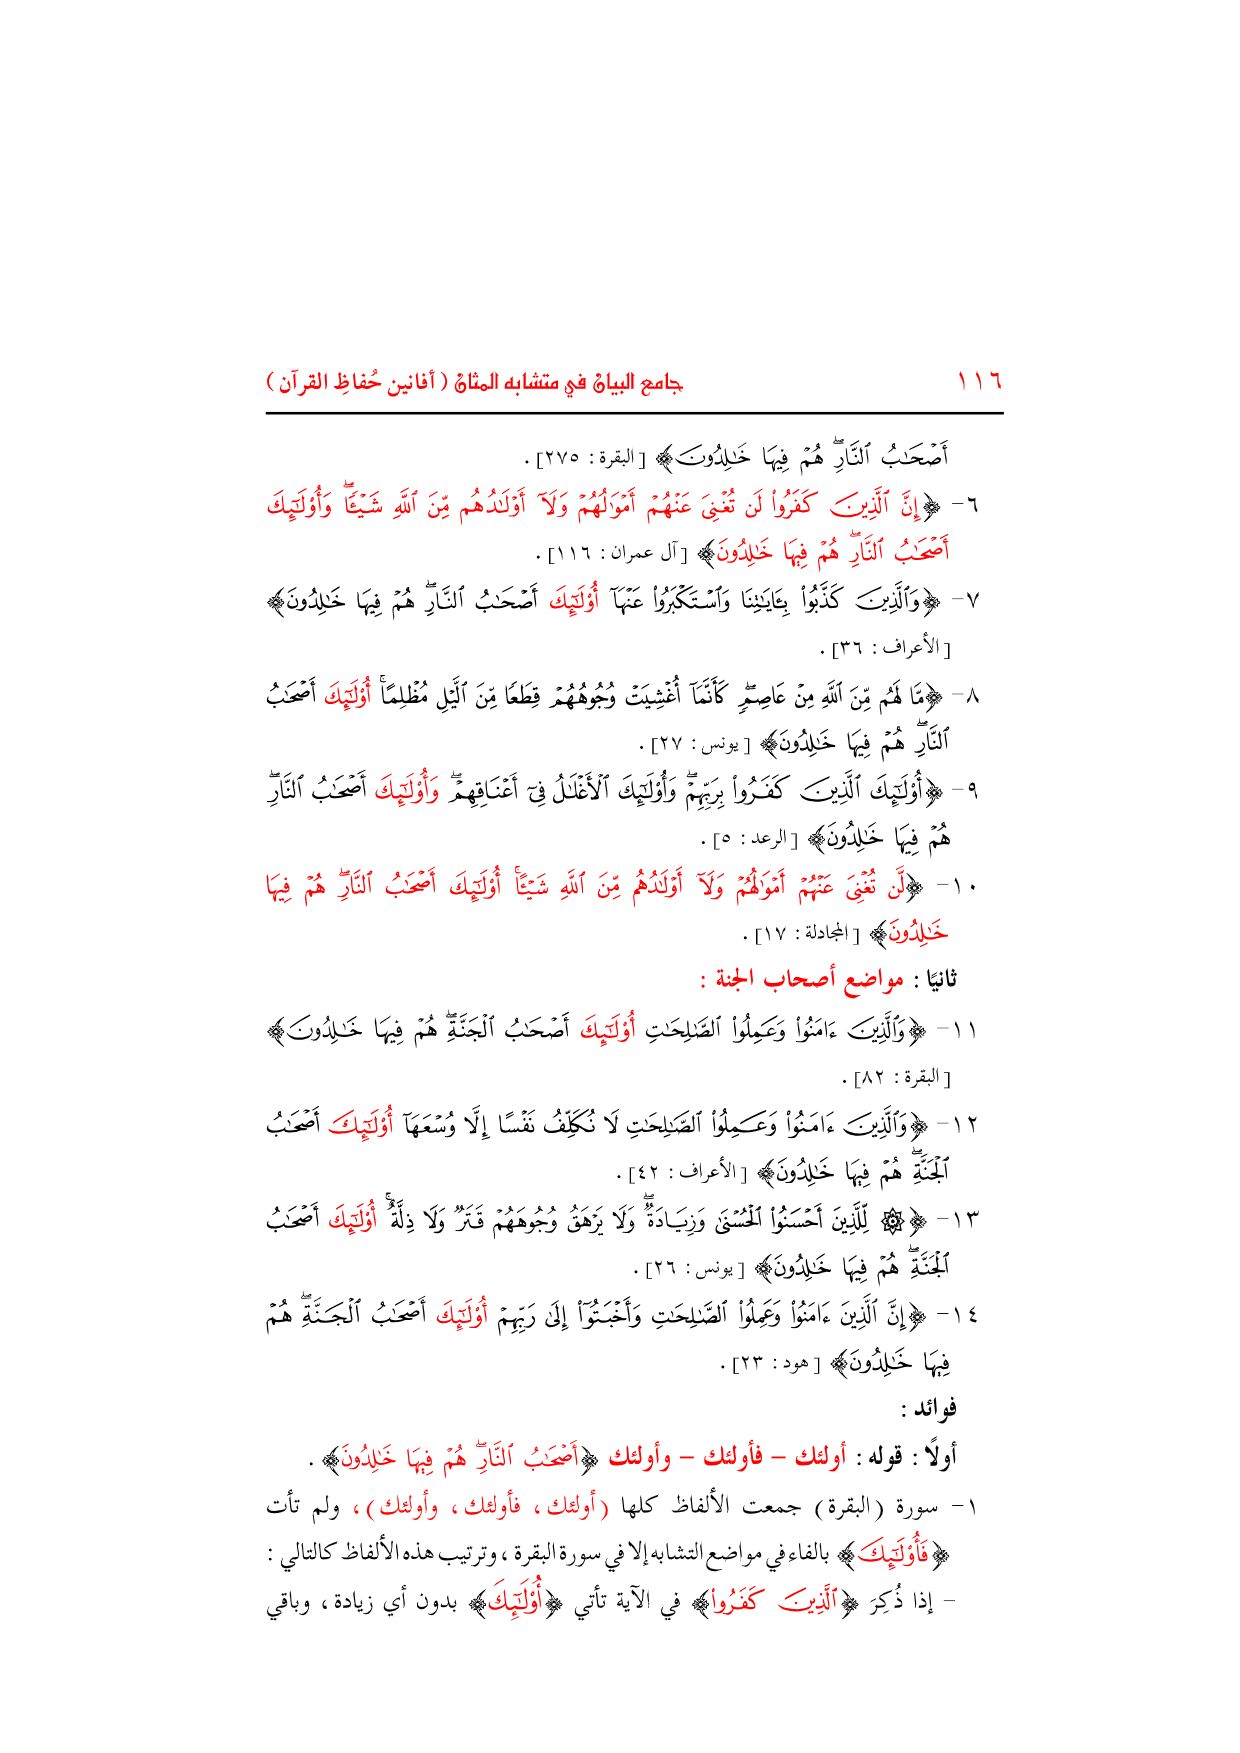 ١١٦ جامع البيان في متشابه المثان ( أفانين حُفاظِ القرآن )
أَصْحَٰبُ ٱلنَّارِۖ هُمْ فِيهَا خَٰلِدُونَ﴾ [البقرة : ٢٧٥] .
٦- ﴿إِنَّ ٱلَّذِينَ كَفَرُوا۟ لَن تُغْنِىَ عَنْهُمْ أَمْوَٰلُهُمْ وَلَآ أَوْلَٰدُهُم مِّنَ ٱللَّهِ شَيْـًٔاۖ وَأُو۟لَٰٓئِكَ
أَصْحَٰبُ ٱلنَّارِۖ هُمْ فِيهَا خَٰلِدُونَ﴾ [آل عمران : ١١٦] .
٧- ﴿وَٱلَّذِينَ كَذَّبُوا۟ بِـَٔايَٰتِنَا وَٱسْتَكْبَرُوا۟ عَنْهَآ أُو۟لَٰٓئِكَ أَصْحَٰبُ ٱلنَّارِۖ هُمْ فِيهَا خَٰلِدُونَ﴾
[الأعراف : ٣٦] .
٨- ﴿مَّا لَهُم مِّنَ ٱللَّهِ مِنْ عَاصِمٍۖ كَأَنَّمَآ أُغْشِيَتْ وُجُوهُهُمْ قِطَعًا مِّنَ ٱلَّيْلِ مُظْلِمًاۚ أُو۟لَٰٓئِكَ أَصْحَٰبُ
ٱلنَّارِۖ هُمْ فِيهَا خَٰلِدُونَ﴾ [يونس : ٢٧] .
٩- ﴿أُو۟لَٰٓئِكَ ٱلَّذِينَ كَفَرُوا۟ بِرَبِّهِمْۖ وَأُو۟لَٰٓئِكَ ٱلْأَغْلَٰلُ فِىٓ أَعْنَاقِهِمْۖ وَأُو۟لَٰٓئِكَ أَصْحَٰبُ ٱلنَّارِۖ
هُمْ فِيهَا خَٰلِدُونَ﴾ [الرعد : ٥] .
١٠- ﴿لَّن تُغْنِىَ عَنْهُمْ أَمْوَٰلُهُمْ وَلَآ أَوْلَٰدُهُم مِّنَ ٱللَّهِ شَيْـًٔاۚ أُو۟لَٰٓئِكَ أَصْحَٰبُ ٱلنَّارِۖ هُمْ فِيهَا
خَٰلِدُونَ﴾ [المجادلة : ١٧] .
ثانيًا : مواضع أصحاب الجنة :
١١- ﴿وَٱلَّذِينَ ءَامَنُوا۟ وَعَمِلُوا۟ ٱلصَّٰلِحَٰتِ أُو۟لَٰٓئِكَ أَصْحَٰبُ ٱلْجَنَّةِۖ هُمْ فِيهَا خَٰلِدُونَ﴾
[البقرة : ٨٢] .
١٢- ﴿وَٱلَّذِينَ ءَامَنُوا۟ وَعَمِلُوا۟ ٱلصَّٰلِحَٰتِ لَا نُكَلِّفُ نَفْسًا إِلَّا وُسْعَهَآ أُو۟لَٰٓئِكَ أَصْحَٰبُ
ٱلْجَنَّةِۖ هُمْ فِيهَا خَٰلِدُونَ﴾ [الأعراف : ٤٢] .
١٣- ﴿۞ لِّلَّذِينَ أَحْسَنُوا۟ ٱلْحُسْنَىٰ وَزِيَادَةٌۖ وَلَا يَرْهَقُ وُجُوهَهُمْ قَتَرٌ وَلَا ذِلَّةٌۚ أُو۟لَٰٓئِكَ أَصْحَٰبُ
ٱلْجَنَّةِۖ هُمْ فِيهَا خَٰلِدُونَ﴾ [يونس : ٢٦] .
١٤- ﴿إِنَّ ٱلَّذِينَ ءَامَنُوا۟ وَعَمِلُوا۟ ٱلصَّٰلِحَٰتِ وَأَخْبَتُوٓا۟ إِلَىٰ رَبِّهِمْ أُو۟لَٰٓئِكَ أَصْحَٰبُ ٱلْجَنَّةِۖ هُمْ
فِيهَا خَٰلِدُونَ﴾ [هود : ٢٣] .
فوائد :
أولًا : قوله : أولئك – فأولئك – وأولئك ﴿أَصْحَٰبُ ٱلنَّارِۖ هُمْ فِيهَا خَٰلِدُونَ﴾ .
١- سورة (البقرة) جمعت الألفاظ كلها (أولئك، فأولئك، وأولئك)، ولم تأت
﴿فَأُو۟لَٰٓئِكَ﴾ بالفاء في مواضع التشابه إلا في سورة البقرة ، وترتيب هذه الألفاظ كالتالي :
- إذا ذُكِرَ ﴿ٱلَّذِينَ كَفَرُوا۟﴾ في الآية تأتي ﴿أُو۟لَٰٓئِكَ﴾ بدون أي زيادة ، وباقي